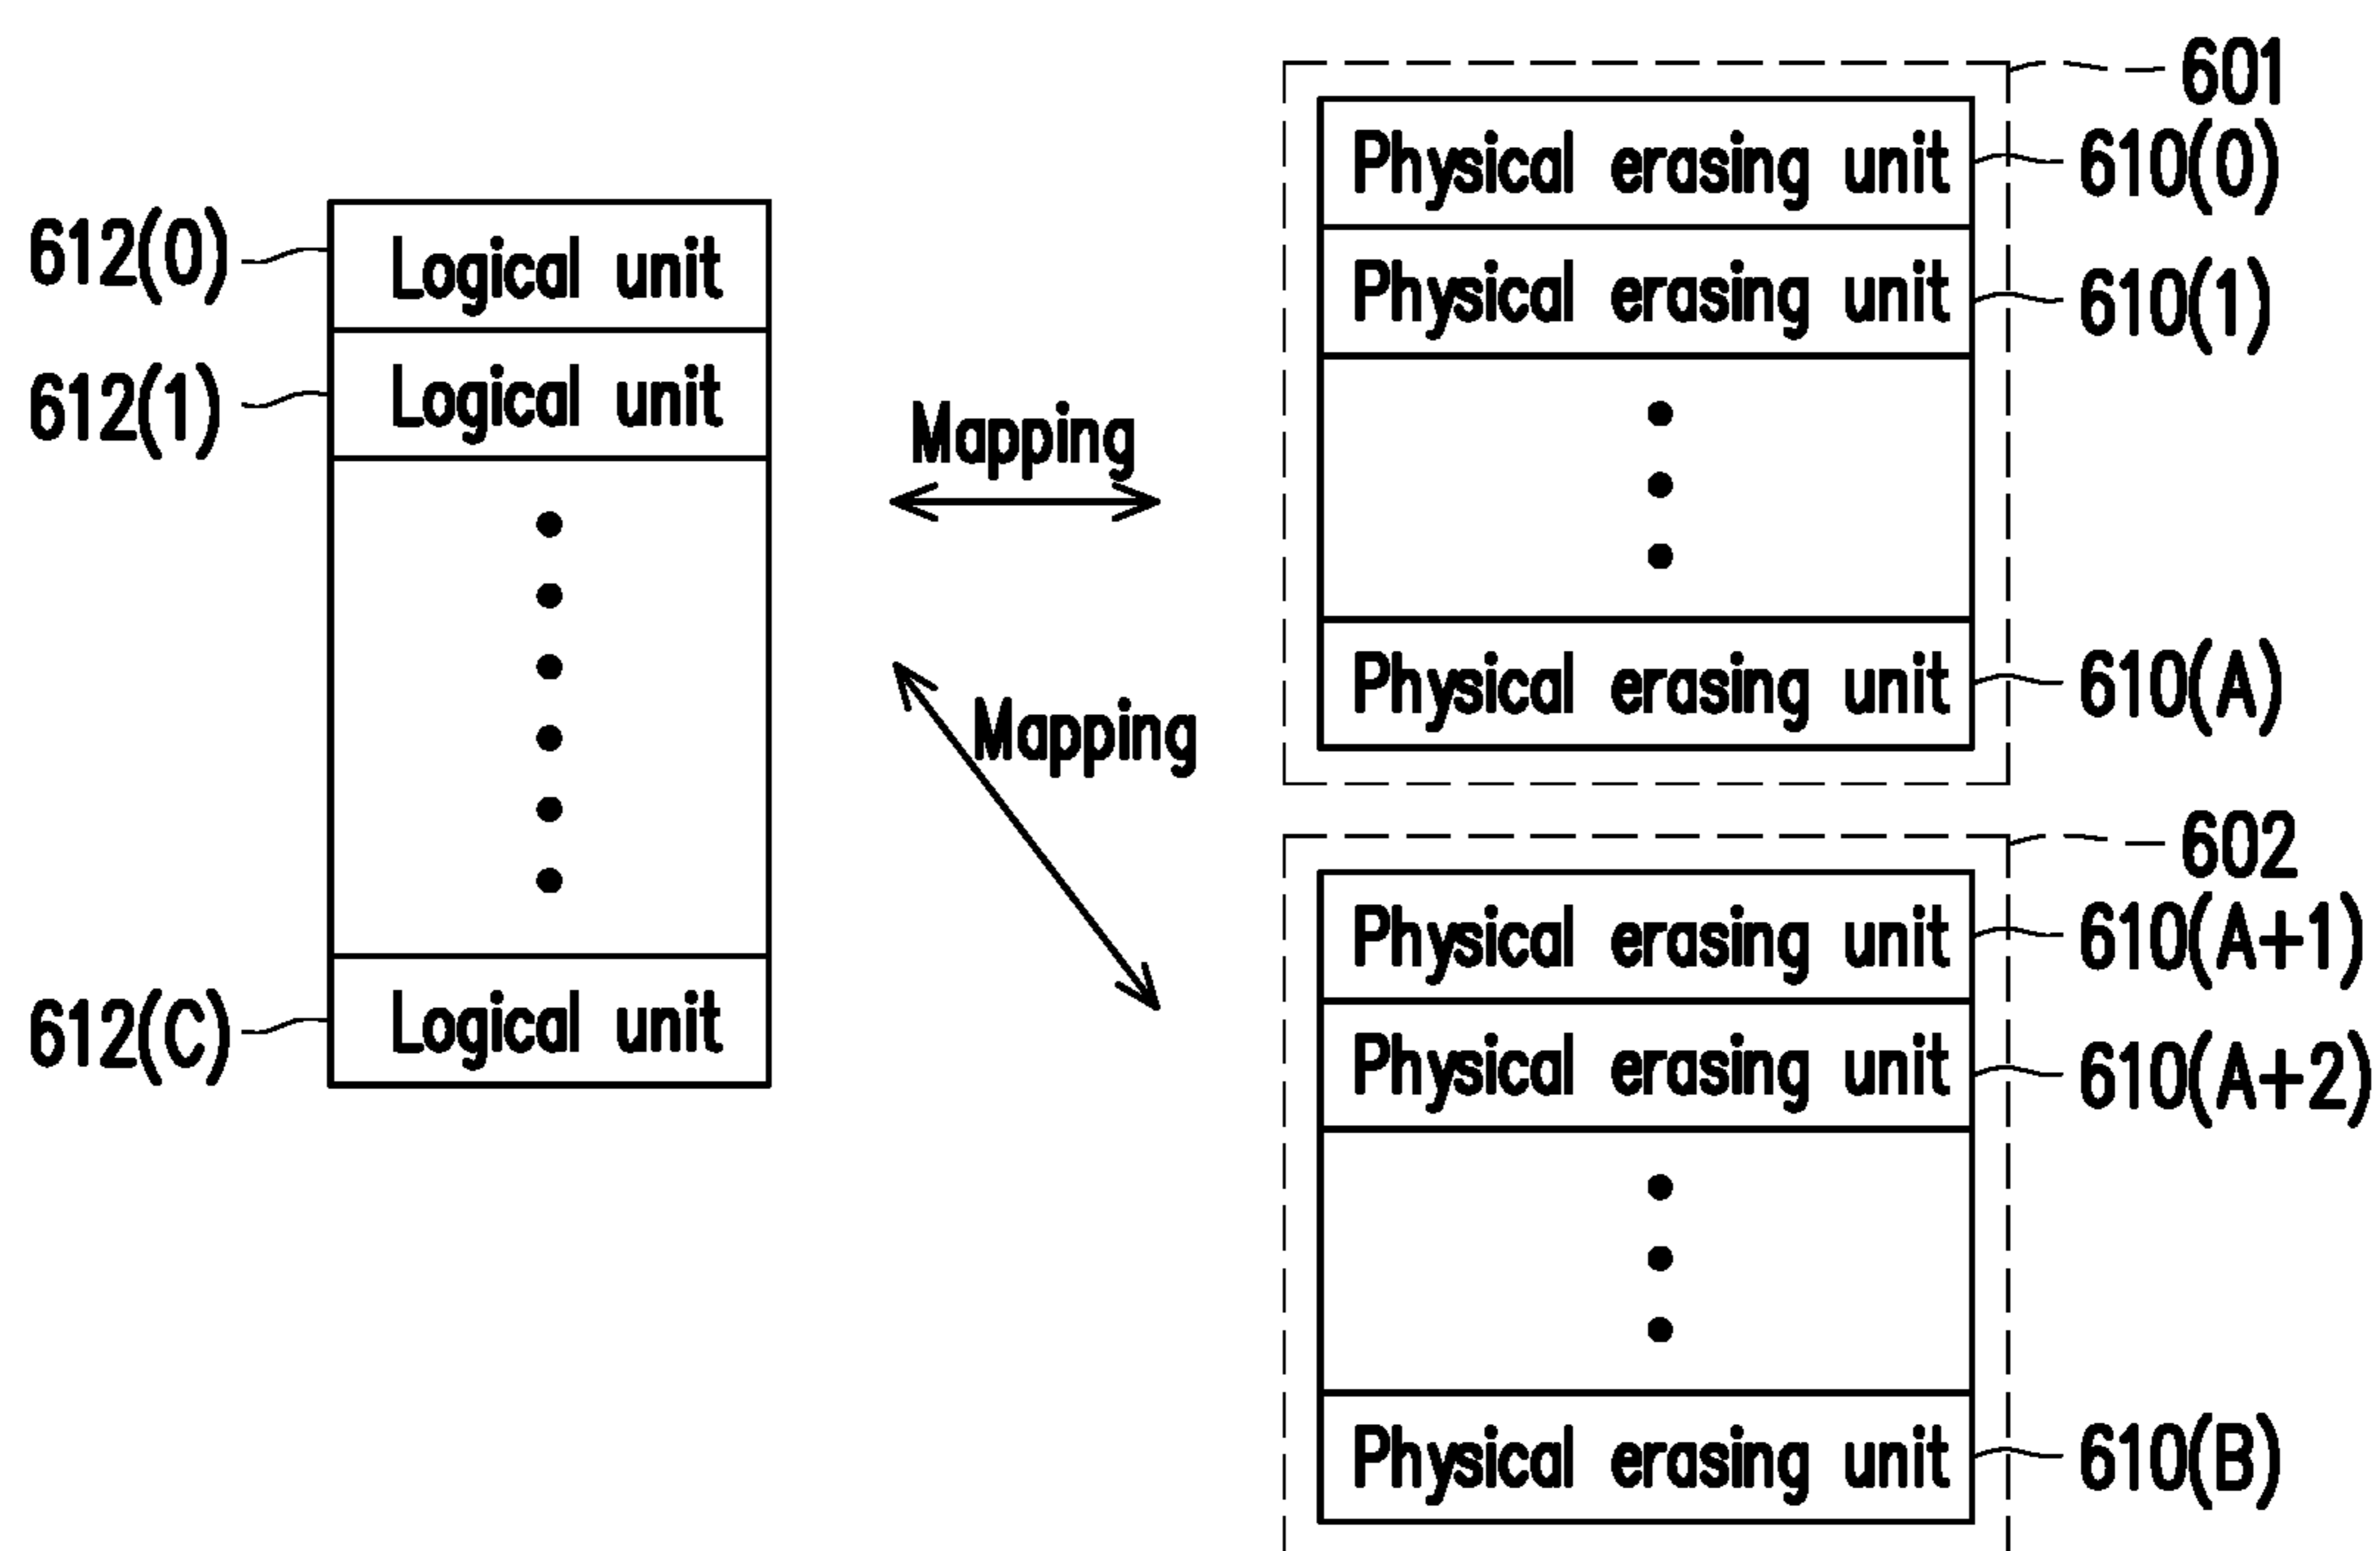 612(0)
Logical unit
612(1)
Logical unit
612(C)
Logical unit
Mapping
Mapping
601
Physical erasing unit
610(0)
Physical erasing unit
610(1)
Physical erasing unit
610(A)
602
Physical erasing unit
610(A+1)
Physical erasing unit
610(A+2)
Physical erasing unit
610(B)